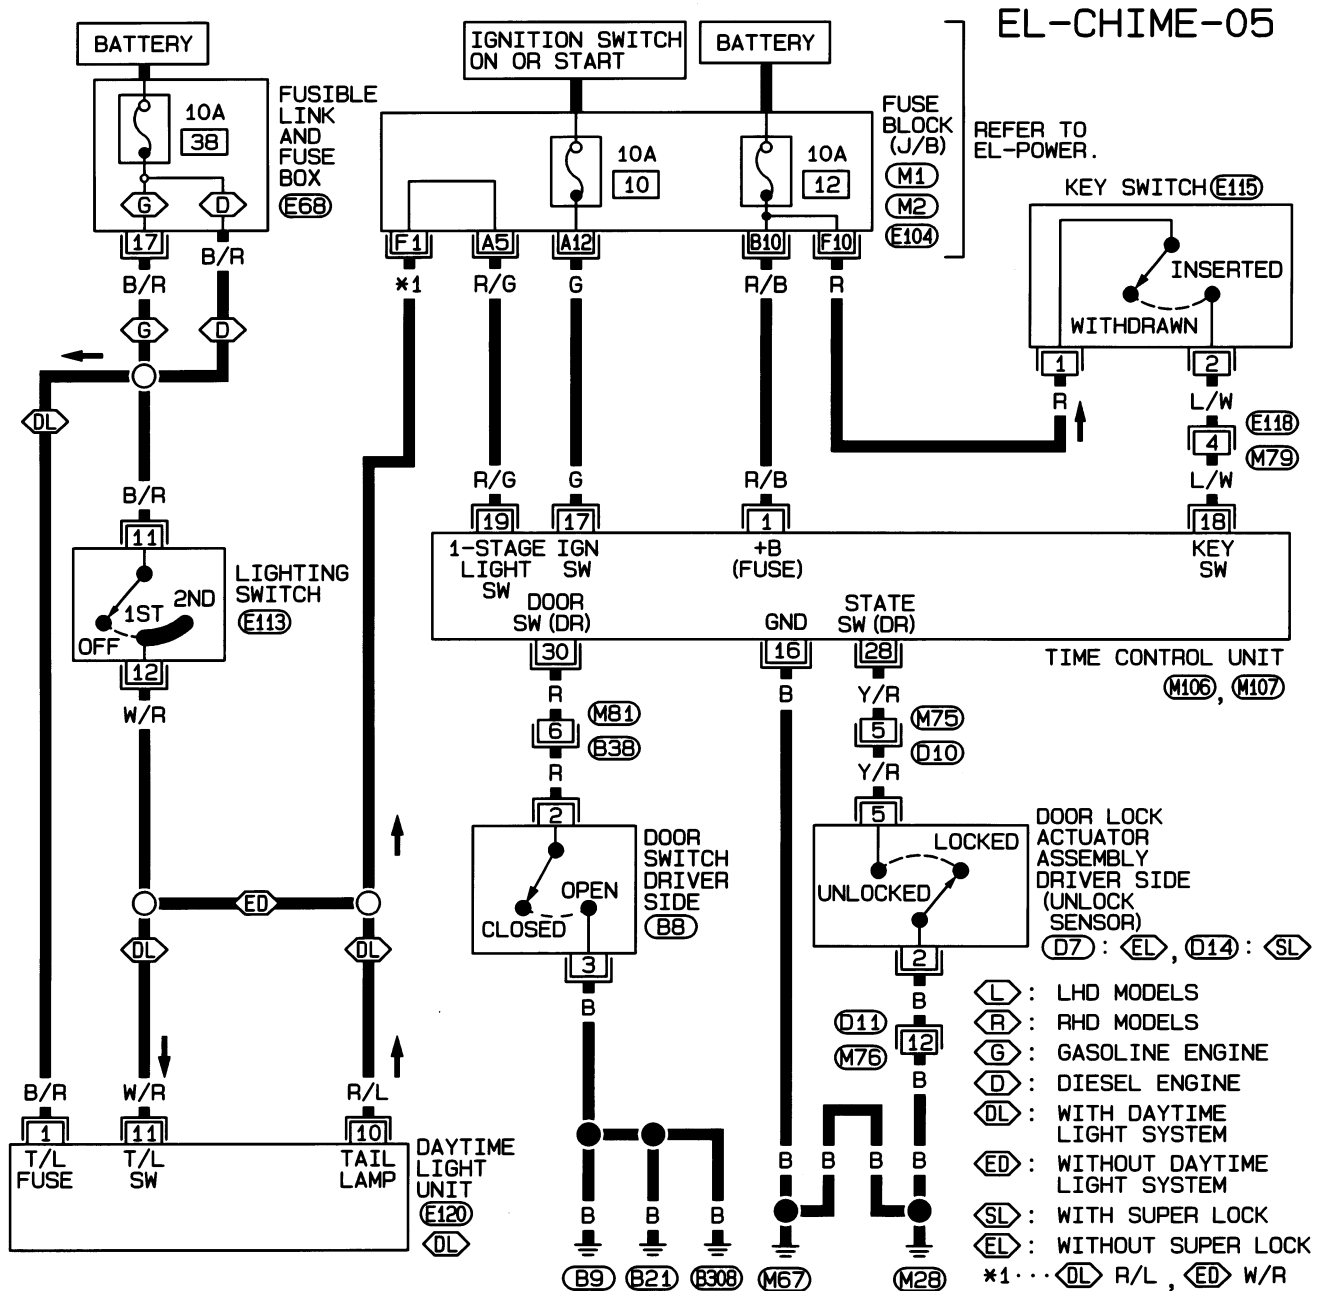 EL-CHIME-05
BATTERY
IGNITION SWITCH
ON OR START
BATTERY
10A
38
FUSIBLE
LINK
AND
FUSE
BOX
E68
G
D
10A
10
10A
12
FUSE
BLOCK
(J/B)
M1
M2
E104
REFER TO
EL-POWER.
KEY SWITCH E115
INSERTED
WITHDRAWN
17
B/R
B/R
F1
A5
A12
B10
F10
*1
R/G
G
R/B
R
G
D
1
2
R
L/W
E118
4
M79
L/W
DL
B/R
R/G
G
R/B
11
19
17
1
18
1-STAGE
LIGHT
SW
IGN
SW
+B
(FUSE)
KEY
SW
LIGHTING
SWITCH
E113
1ST
2ND
OFF
12
W/R
DOOR
SW(DR)
GND
STATE
SW(DR)
30
16
28
TIME CONTROL UNIT
M106, M107
R
B
Y/R
M81
6
B38
M75
5
D10
R
Y/R
2
5
DOOR
SWITCH
DRIVER
SIDE
B8
OPEN
CLOSED
LOCKED
UNLOCKED
DOOR LOCK
ACTUATOR
ASSEMBLY
DRIVER SIDE
(UNLOCK
SENSOR)
D7 : EL, D14 : SL
ED
DL
DL
3
2
B
B
D11
12
M76
B
L : LHD MODELS
R : RHD MODELS
G : GASOLINE ENGINE
D : DIESEL ENGINE
DL : WITH DAYTIME
LIGHT SYSTEM
ED : WITHOUT DAYTIME
LIGHT SYSTEM
SL : WITH SUPER LOCK
EL : WITHOUT SUPER LOCK
*1··· DL R/L , ED W/R
B/R
W/R
R/L
1
11
10
T/L
FUSE
T/L
SW
TAIL
LAMP
DAYTIME
LIGHT
UNIT
E120
DL
B
B
B
B
B
B
B
B9
B21
B308
M67
M28